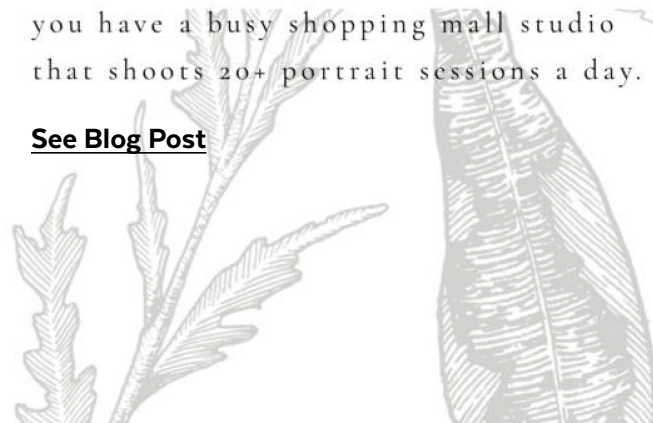 you have a busy shopping mall studio
that shoots 20+ portrait sessions a day.
See Blog Post